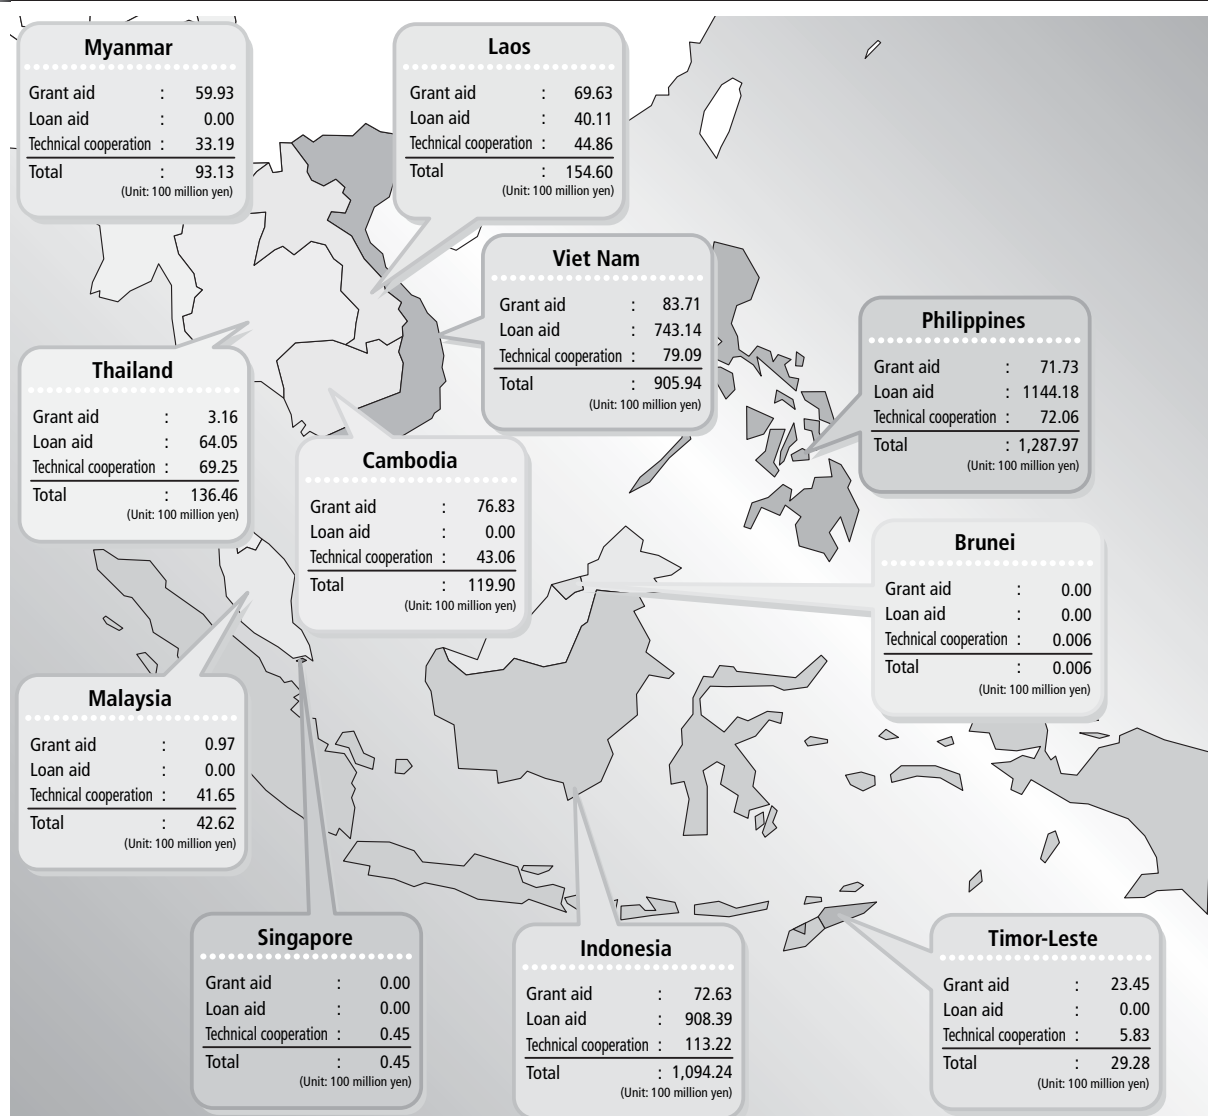 Myanmar
Grant aid : 59.93
Loan aid : 0.00
Technical cooperation : 33.19
Total : 93.13
(Unit: 100 million yen)
Laos
Grant aid : 69.63
Loan aid : 40.11
Technical cooperation : 44.86
Total : 154.60
(Unit: 100 million yen)
Viet Nam
Grant aid : 83.71
Loan aid : 743.14
Technical cooperation : 79.09
Total : 905.94
(Unit: 100 million yen)
Philippines
Grant aid : 71.73
Loan aid : 1144.18
Technical cooperation : 72.06
Total : 1,287.97
(Unit: 100 million yen)
Thailand
Grant aid : 3.16
Loan aid : 64.05
Technical cooperation : 69.25
Total : 136.46
(Unit: 100 million yen)
Cambodia
Grant aid : 76.83
Loan aid : 0.00
Technical cooperation : 43.06
Total : 119.90
(Unit: 100 million yen)
Brunei
Grant aid : 0.00
Loan aid : 0.00
Technical cooperation : 0.006
Total : 0.006
(Unit: 100 million yen)
Malaysia
Grant aid : 0.97
Loan aid : 0.00
Technical cooperation : 41.65
Total : 42.62
(Unit: 100 million yen)
Singapore
Grant aid : 0.00
Loan aid : 0.00
Technical cooperation : 0.45
Total : 0.45
(Unit: 100 million yen)
Indonesia
Grant aid : 72.63
Loan aid : 908.39
Technical cooperation : 113.22
Total : 1,094.24
(Unit: 100 million yen)
Timor-Leste
Grant aid : 23.45
Loan aid : 0.00
Technical cooperation : 5.83
Total : 29.28
(Unit: 100 million yen)